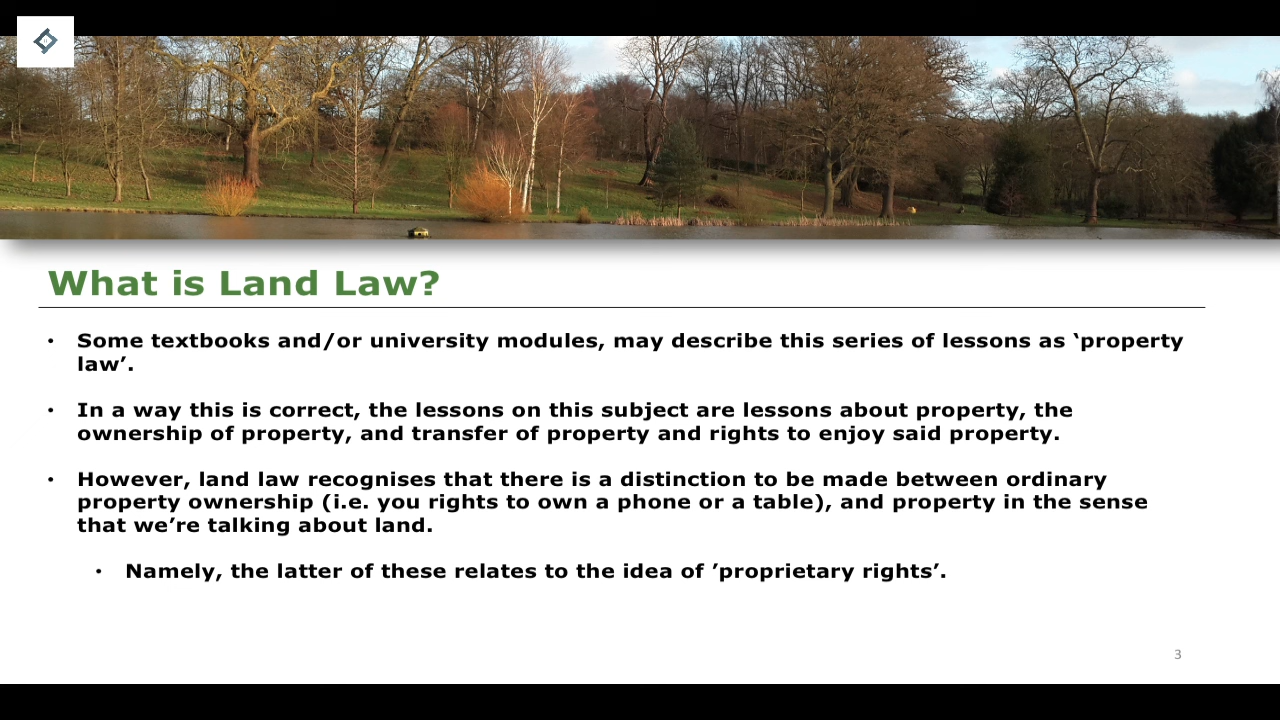 What is Land Law?
• Some textbooks and/or university modules, may describe this series of lessons as ‘property
law’.
• In a way this is correct, the lessons on this subject are lessons about property, the
ownership of property, and transfer of property and rights to enjoy said property.
• However, land law recognises that there is a distinction to be made between ordinary
property ownership (i.e. you rights to own a phone or a table), and property in the sense
that we’re talking about land.
• Namely, the latter of these relates to the idea of ’proprietary rights’.
3